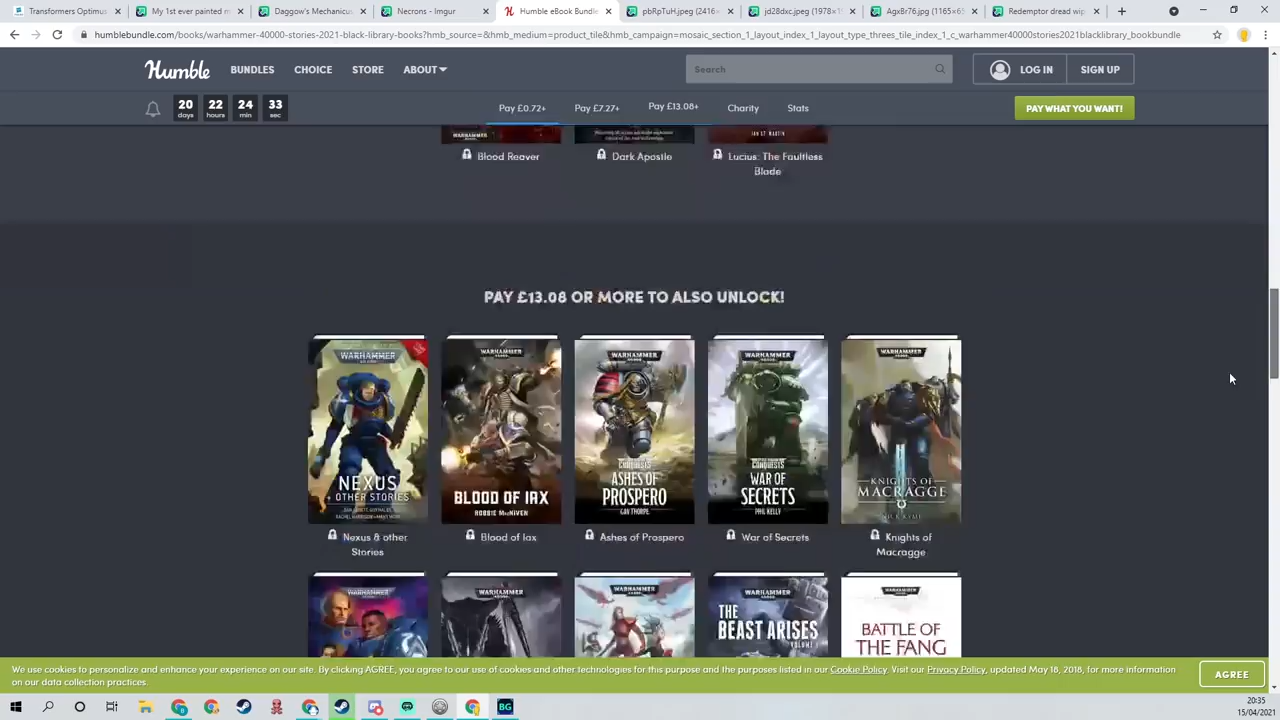 Transformers Optimus
My 1st ever painted m
Daggow's Mechanicus
Necrons - Imgur
Humble eBook Bundle
pbRpTuH.jpeg (2416×
jd28dxc.jpeg (1978×1
AgxBr76.jpg (1165×65
Redemptor dread wip
humblebundle.com/books/warhammer-40000-stories-2021-black-library-books?hmb_source=&hmb_medium=product_tile&hmb_campaign=mosaic_section_1_layout_index_1_layout_type_threes_tile_index_1_c_warhammer40000stories2021blacklibrary_bookbundle
Humble
BUNDLES
CHOICE
STORE
ABOUT
Search
LOG IN
SIGN UP
20 22 24 33
days hours min sec
Pay £0.72+
Pay £7.27+
Pay £13.08+
Charity
Stats
PAY WHAT YOU WANT!
Blood Reaver
Dark Apostle
Lucius: The Faultless
Blade
PAY £13.08 OR MORE TO ALSO UNLOCK!
WARHAMMER
NEXUS
+ OTHER STORIES
WARHAMMER
BLOOD OF IAX
ROBBIE MACNIVEN
WARHAMMER
CONQUESTS
ASHES OF
PROSPERO
GAV THORPE
WARHAMMER
CONQUESTS
WAR OF
SECRETS
PHIL KELLY
WARHAMMER
KNIGHTS OF
MACRAGGE
NICK KYME
Nexus & other
Stories
Blood of Iax
Ashes of Prospero
War of Secrets
Knights of
Macragge
WARHAMMER
WARHAMMER
WARHAMMER
WARHAMMER
THE
BEAST ARISES
VOLUME 1
WARHAMMER
BATTLE OF
THE FANG
We use cookies to personalize and enhance your experience on our site. By clicking AGREE, you agree to our use of cookies and other technologies for this purpose and the purposes listed in our Cookie Policy. Visit our Privacy Policy, updated May 18, 2018, for more information
on our data collection practices.
AGREE
BG
20:35
15/04/2021